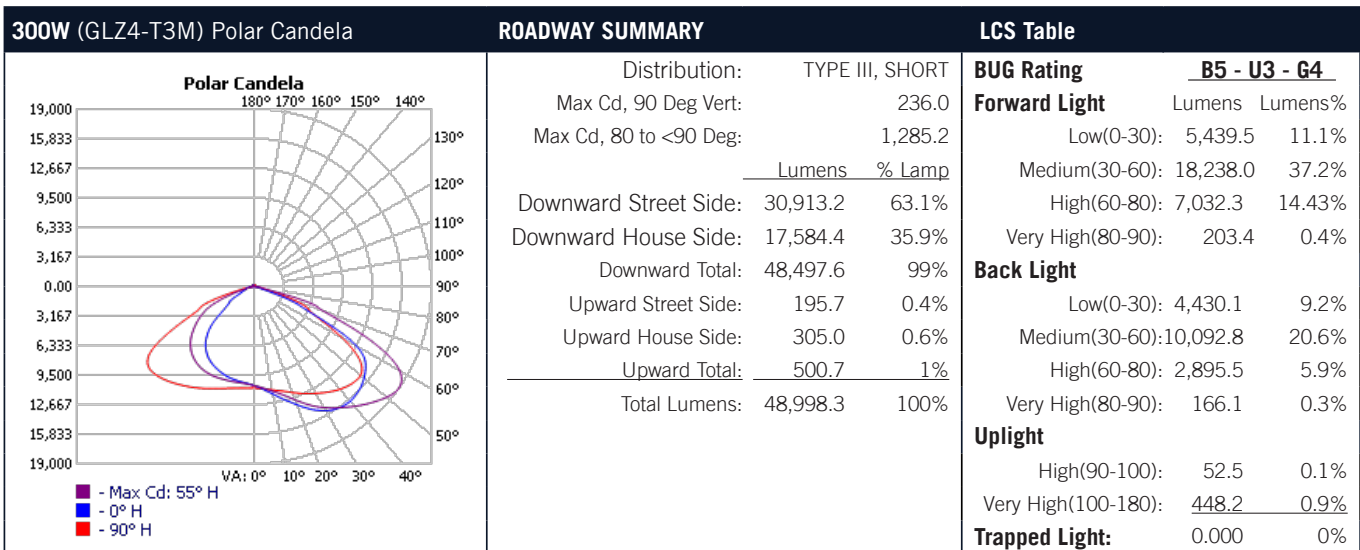 300W (GLZ4-T3M) Polar Candela
Polar Candela
180° 170° 160° 150° 140°
19,000
15,833
12,667
9,500
6,333
3,167
0.00
3,167
6,333
9,500
12,667
15,833
19,000
130°
120°
110°
100°
90°
80°
70°
60°
50°
VA: 0° 10° 20° 30° 40°
- Max Cd: 55° H
- 0° H
- 90° H
ROADWAY SUMMARY
Distribution: TYPE III, SHORT
Max Cd, 90 Deg Vert: 236.0
Max Cd, 80 to <90 Deg: 1,285.2
Lumens % Lamp
Downward Street Side: 30,913.2 63.1%
Downward House Side: 17,584.4 35.9%
Downward Total: 48,497.6 99%
Upward Street Side: 195.7 0.4%
Upward House Side: 305.0 0.6%
Upward Total: 500.7 1%
Total Lumens: 48,998.3 100%
LCS Table
BUG Rating B5 - U3 - G4
Forward Light Lumens Lumens%
Low(0-30): 5,439.5 11.1%
Medium(30-60): 18,238.0 37.2%
High(60-80): 7,032.3 14.43%
Very High(80-90): 203.4 0.4%
Back Light
Low(0-30): 4,430.1 9.2%
Medium(30-60):10,092.8 20.6%
High(60-80): 2,895.5 5.9%
Very High(80-90): 166.1 0.3%
Uplight
High(90-100): 52.5 0.1%
Very High(100-180): 448.2 0.9%
Trapped Light: 0.000 0%